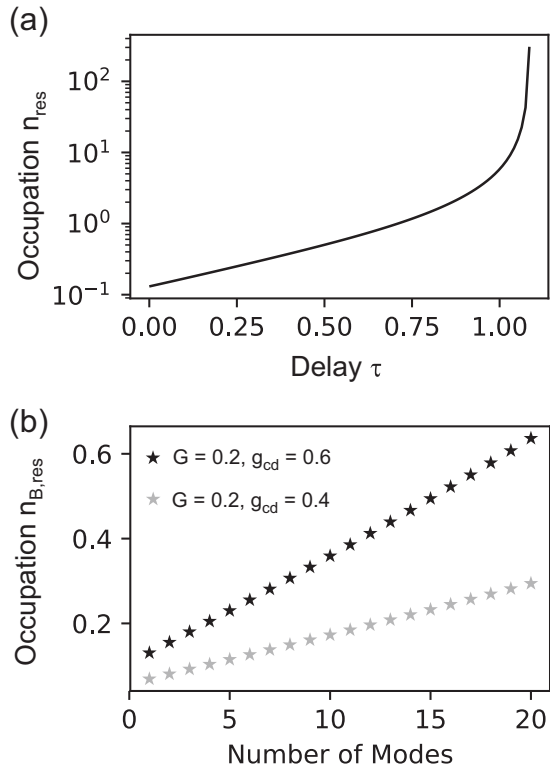 (a)
Occupation n_res
10^2
10^1
10^0
10^−1
0.00 0.25 0.50 0.75 1.00
Delay τ
(b)
Occupation n_B,res
0.6
0.4
0.2
G = 0.2, g_cd = 0.6
G = 0.2, g_cd = 0.4
0 5 10 15 20
Number of Modes